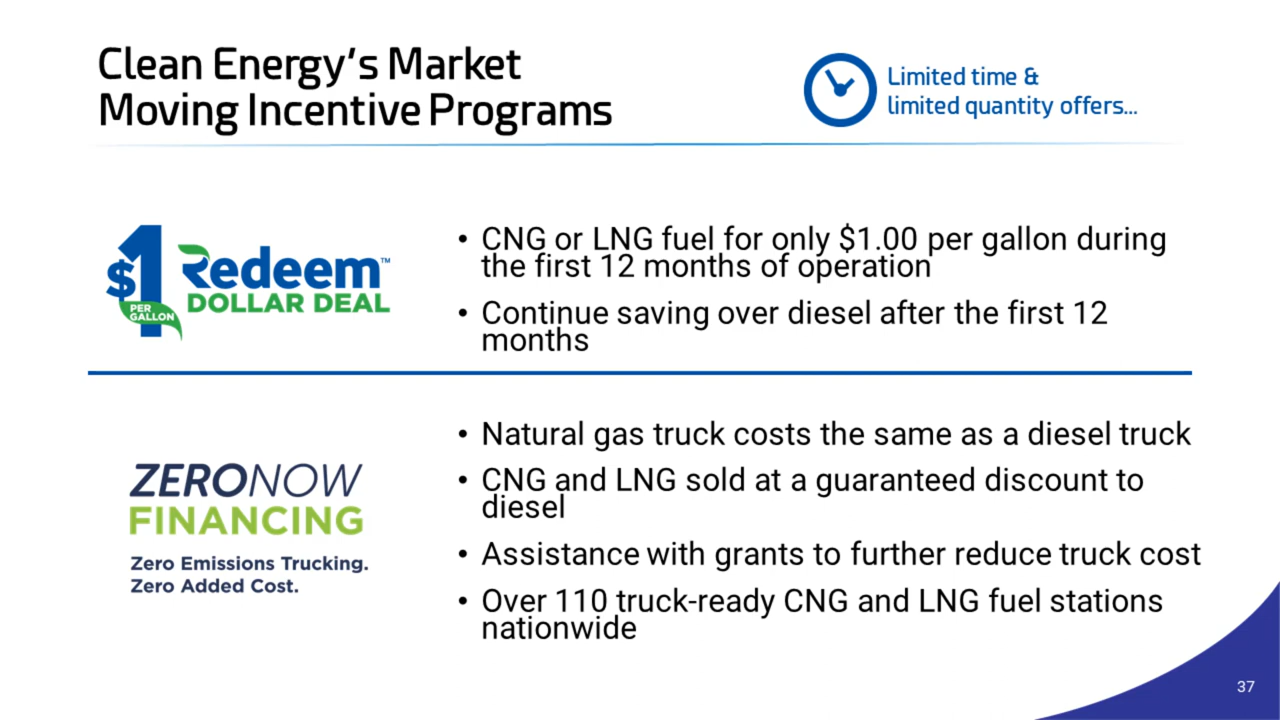 Clean Energy's Market
Moving Incentive Programs
Limited time &
limited quantity offers...
$1
PER
GALLON
Redeem™
DOLLAR DEAL
• CNG or LNG fuel for only $1.00 per gallon during
the first 12 months of operation
• Continue saving over diesel after the first 12
months
ZERONOW
FINANCING
Zero Emissions Trucking.
Zero Added Cost.
• Natural gas truck costs the same as a diesel truck
• CNG and LNG sold at a guaranteed discount to
diesel
• Assistance with grants to further reduce truck cost
• Over 110 truck-ready CNG and LNG fuel stations
nationwide
37